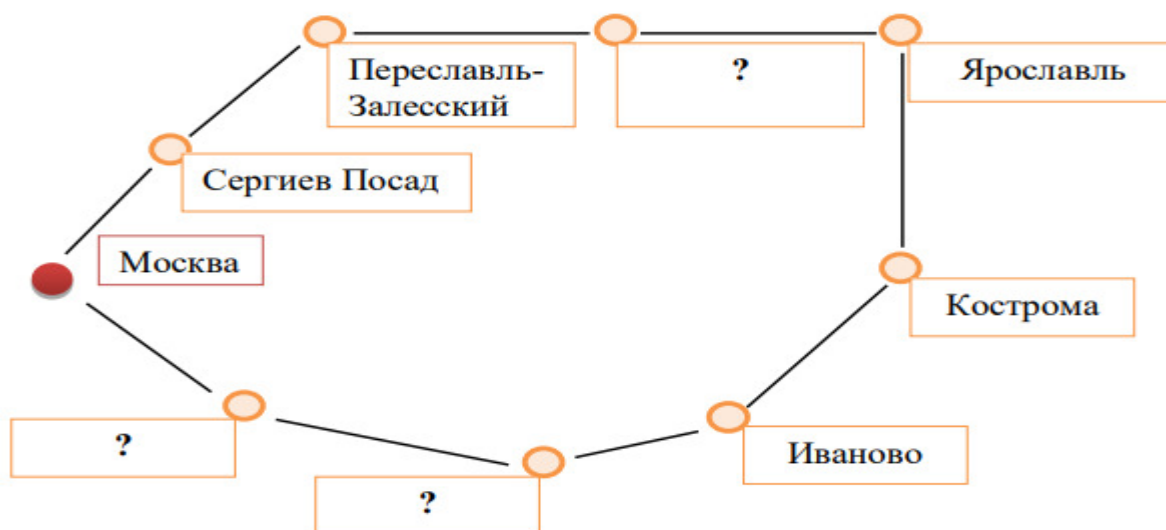 Переславль-
Залесский
?
Ярославль
Сергиев Посад
Москва
Кострома
?
Иваново
?